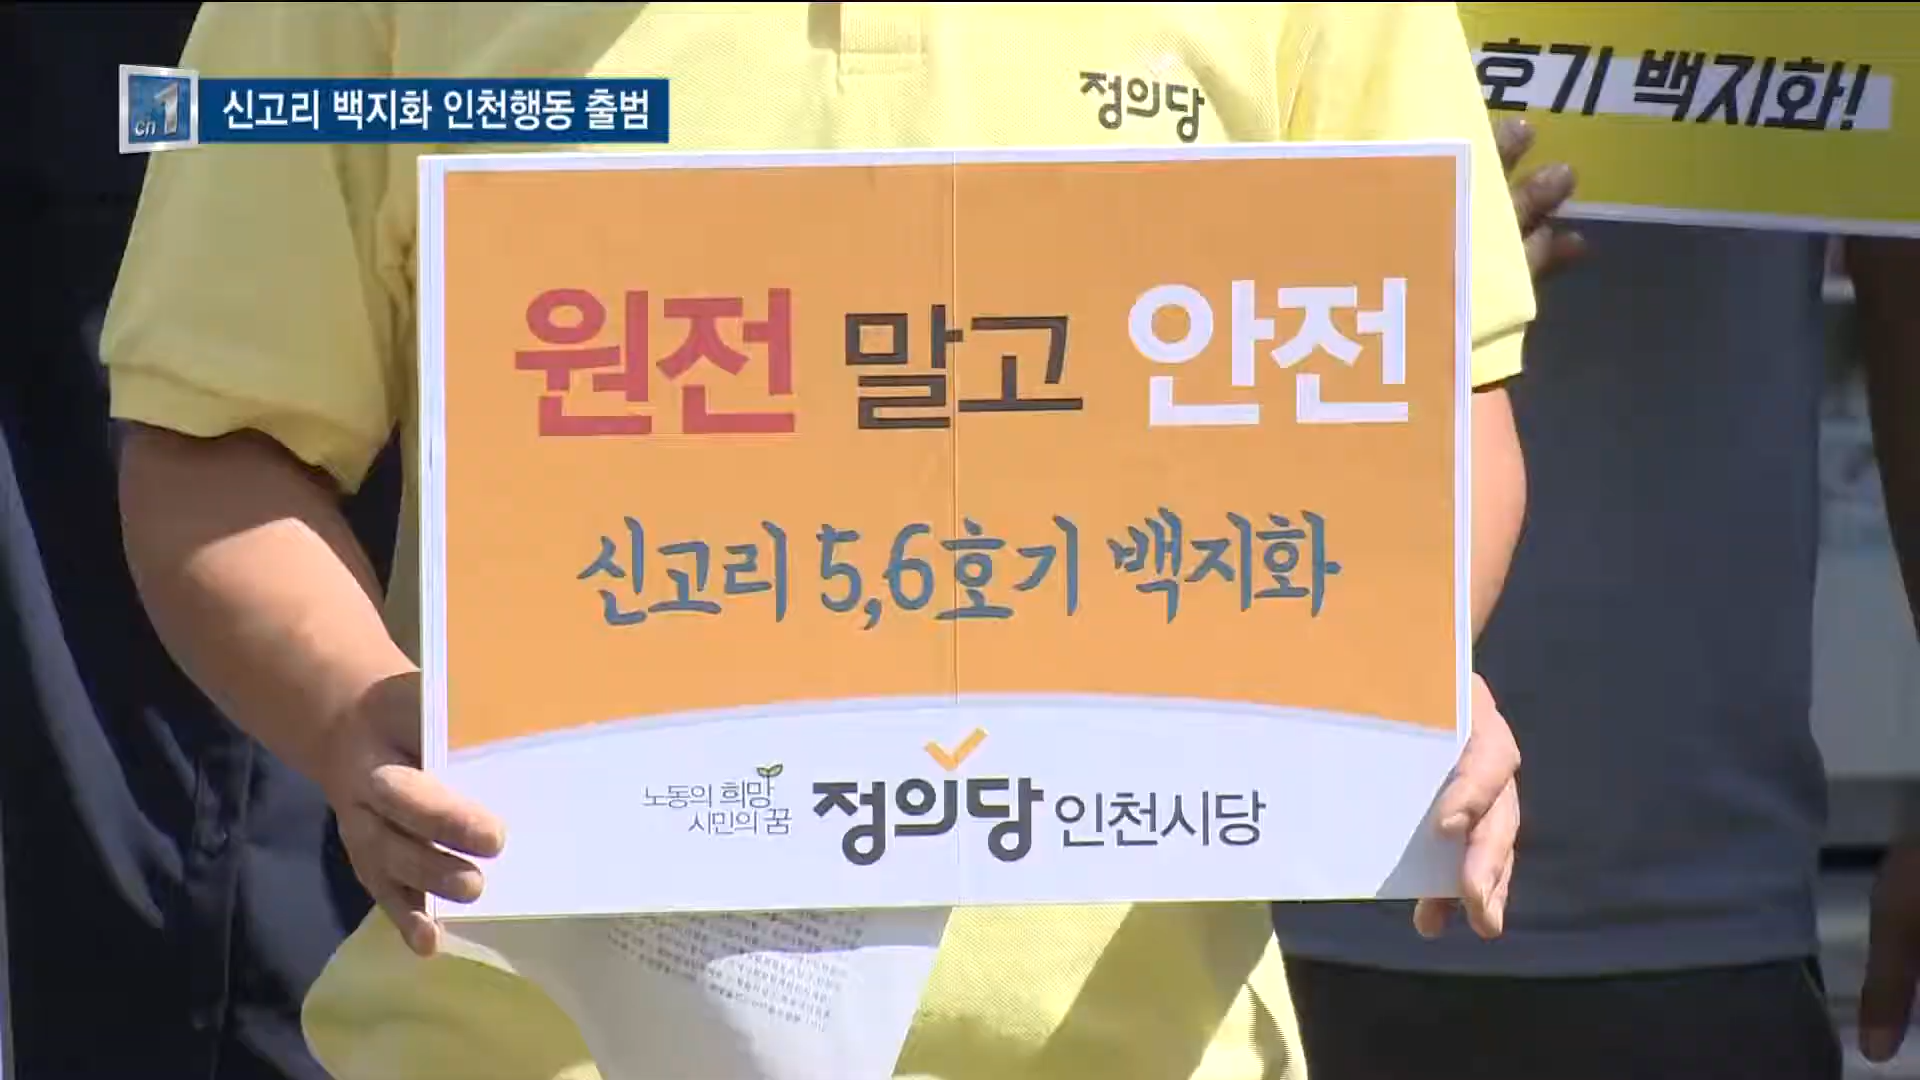 ch 1
신고리 백지화 인천행동 출범
정의당
호기 백지화!
원전 말고 안전
신고리 5,6호기 백지화
노동의 희망
시민의 꿈
정의당 인천시당